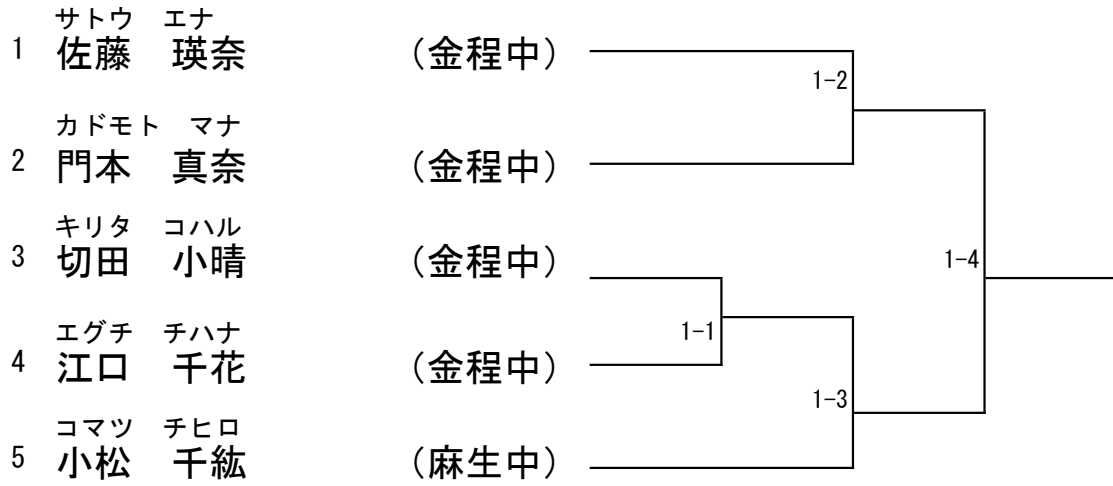 サトウ　エナ
1 佐藤　瑛奈 （金程中）
1-2
カドモト　マナ
2 門本　真奈 （金程中）
キリタ　コハル
3 切田　小晴 （金程中）
1-4
エグチ　チハナ
1-1
4 江口　千花 （金程中）
1-3
コマツ　チヒロ
5 小松　千紘 （麻生中）